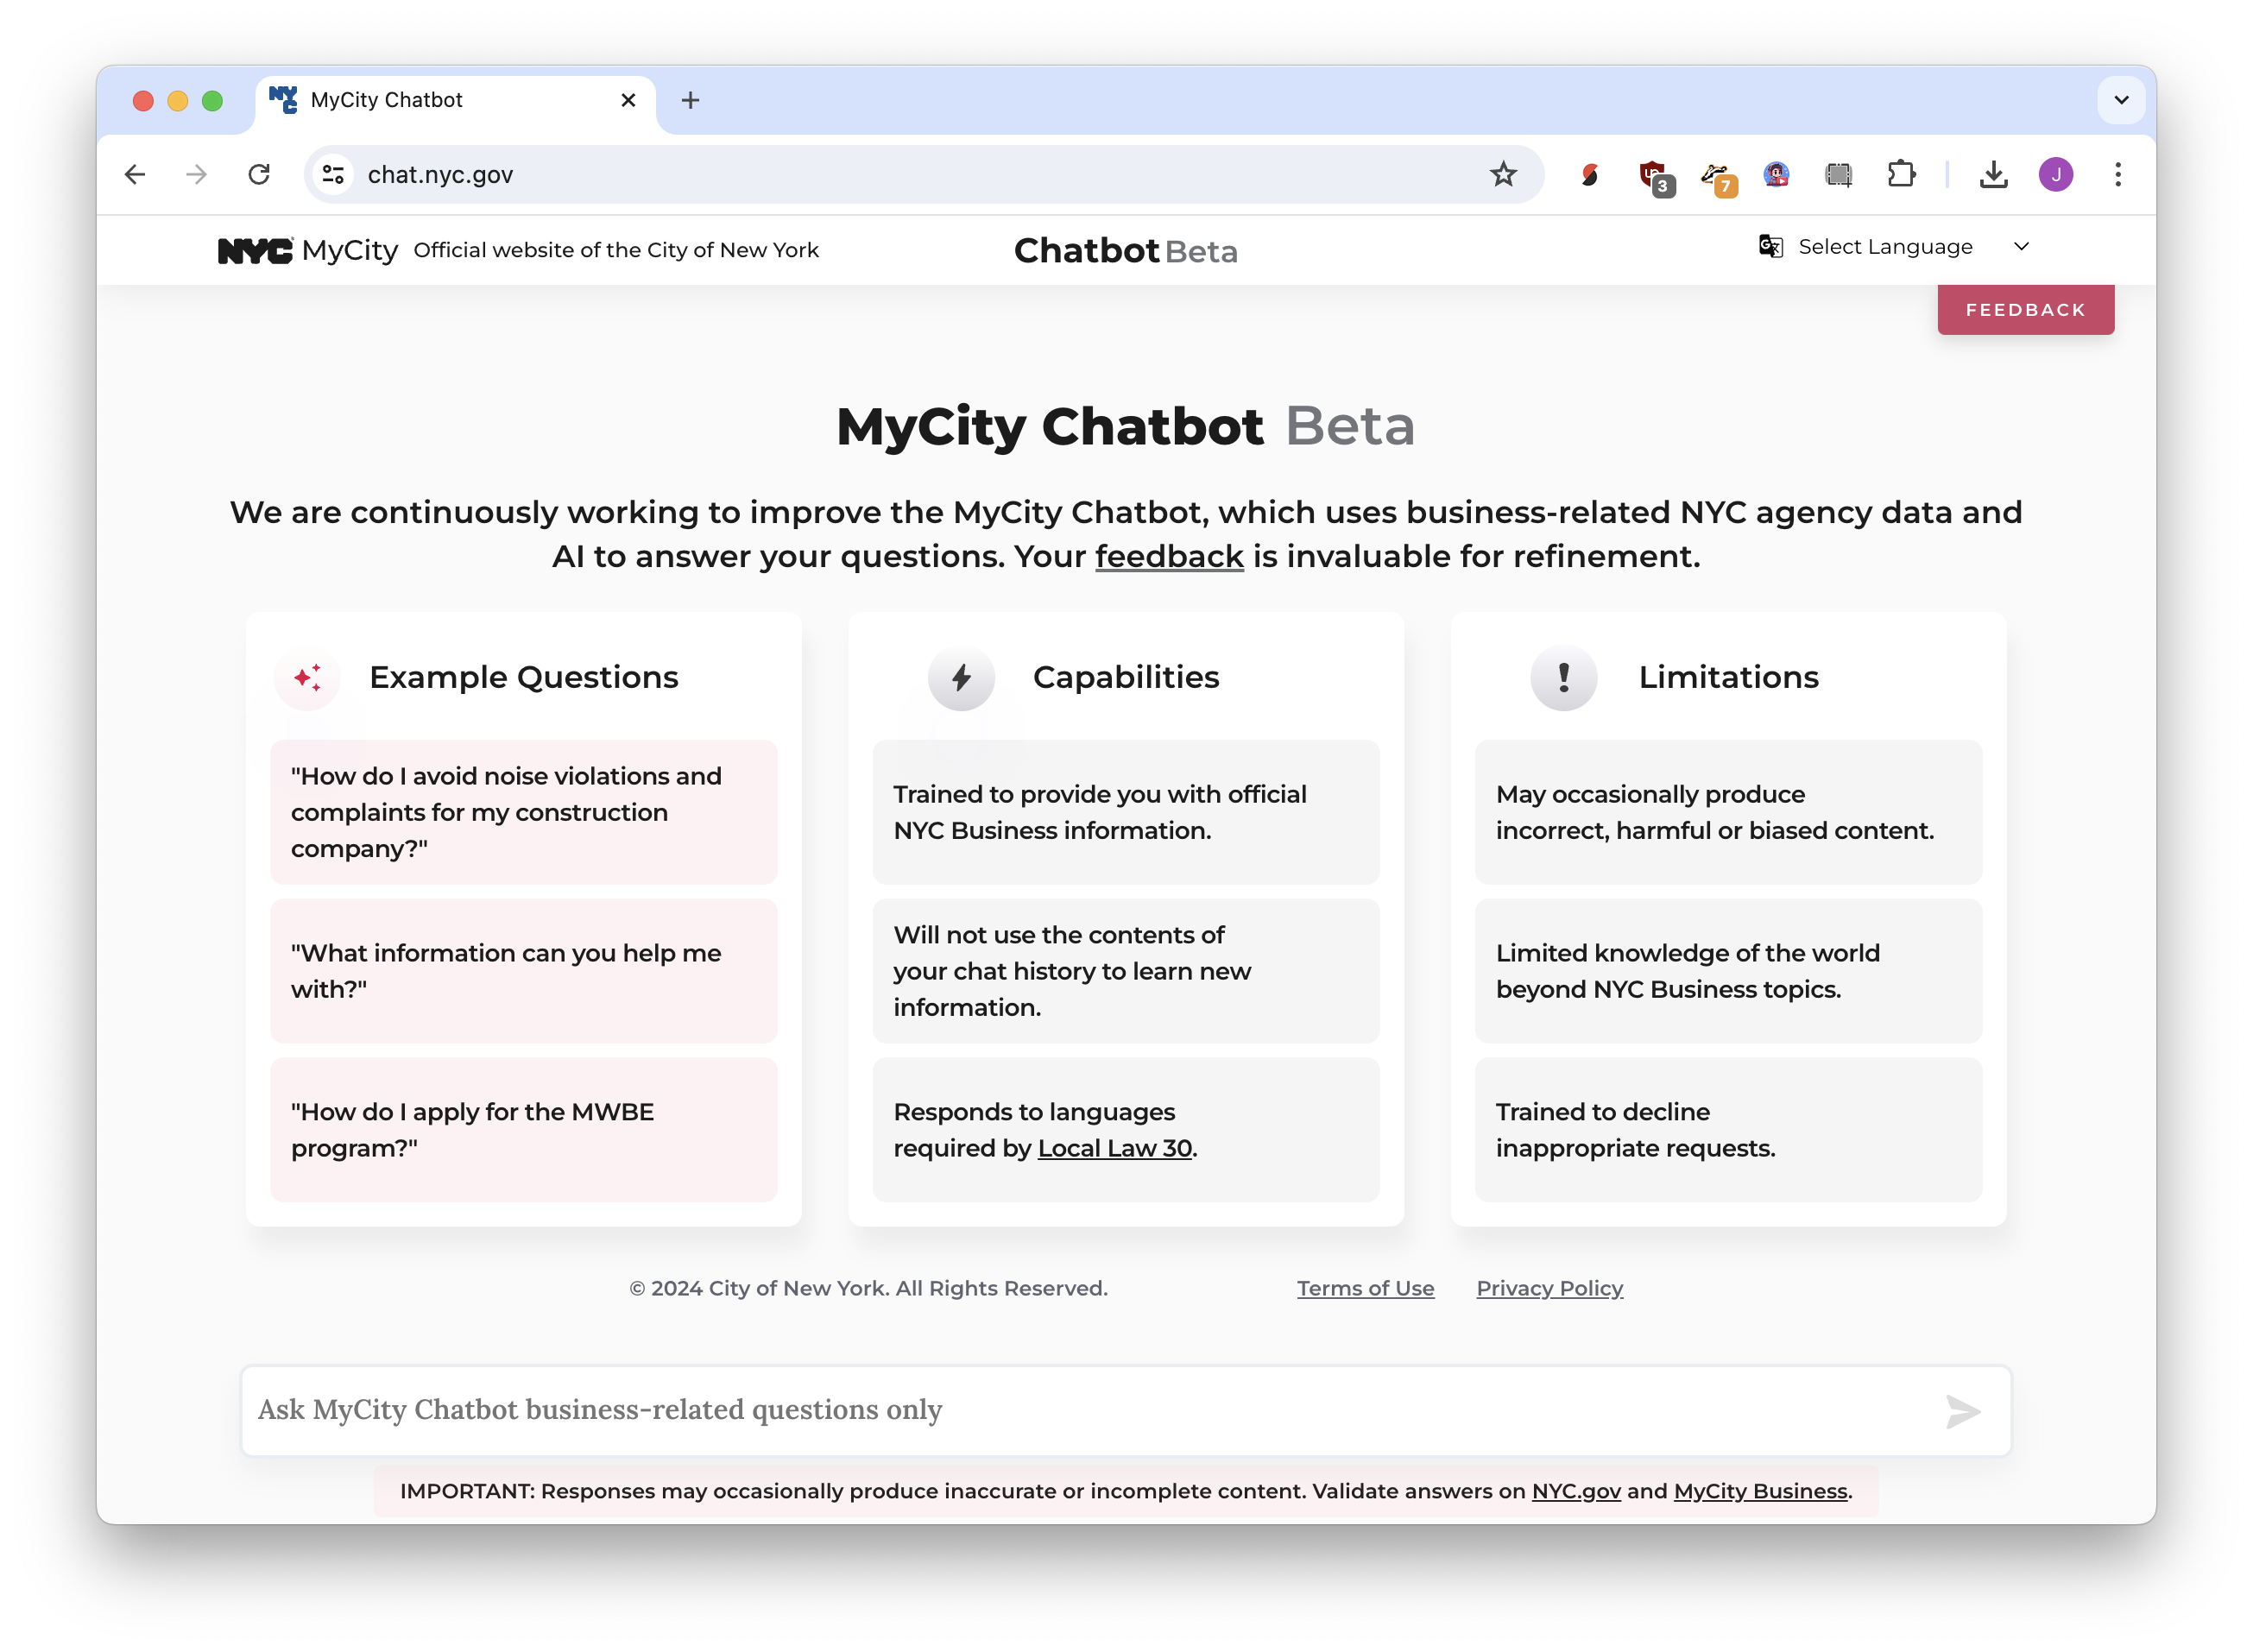 MyCity Chatbot
chat.nyc.gov
3
7
J
NYC MyCity Official website of the City of New York
Chatbot Beta
Select Language
FEEDBACK
MyCity Chatbot Beta
We are continuously working to improve the MyCity Chatbot, which uses business-related NYC agency data and
AI to answer your questions. Your feedback is invaluable for refinement.
Example Questions
"How do I avoid noise violations and
complaints for my construction
company?"
"What information can you help me
with?"
"How do I apply for the MWBE
program?"
Capabilities
Trained to provide you with official
NYC Business information.
Will not use the contents of
your chat history to learn new
information.
Responds to languages
required by Local Law 30.
Limitations
May occasionally produce
incorrect, harmful or biased content.
Limited knowledge of the world
beyond NYC Business topics.
Trained to decline
inappropriate requests.
© 2024 City of New York. All Rights Reserved.
Terms of Use
Privacy Policy
Ask MyCity Chatbot business-related questions only
IMPORTANT: Responses may occasionally produce inaccurate or incomplete content. Validate answers on NYC.gov and MyCity Business.